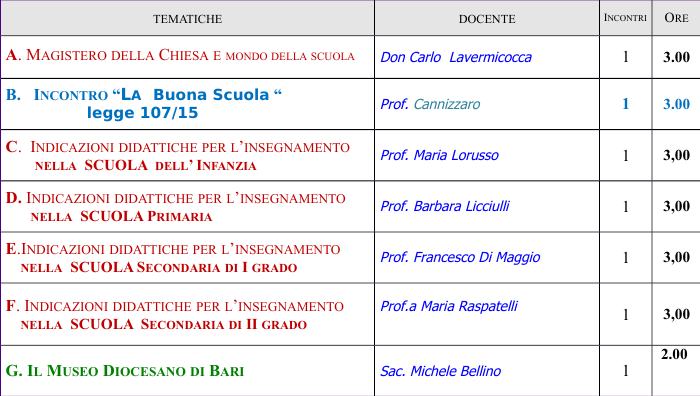 TEMATICHE DOCENTE INCONTRI ORE
A. MAGISTERO DELLA CHIESA E MONDO DELLA SCUOLA Don Carlo Lavermicocca 1 3.00
B. INCONTRO “LA Buona Scuola “
legge 107/15 Prof. Cannizzaro 1 3.00
C. INDICAZIONI DIDATTICHE PER L’INSEGNAMENTO
NELLA SCUOLA DELL’ INFANZIA Prof. Maria Lorusso 1 3,00
D. INDICAZIONI DIDATTICHE PER L’INSEGNAMENTO
NELLA SCUOLA PRIMARIA Prof. Barbara Licciulli 1 3,00
E.INDICAZIONI DIDATTICHE PER L’INSEGNAMENTO
NELLA SCUOLA SECONDARIA DI I GRADO Prof. Francesco Di Maggio 1 3,00
F. INDICAZIONI DIDATTICHE PER L’INSEGNAMENTO
NELLA SCUOLA SECONDARIA DI II GRADO Prof.a Maria Raspatelli 1 3,00
G. IL MUSEO DIOCESANO DI BARI Sac. Michele Bellino 1 2.00